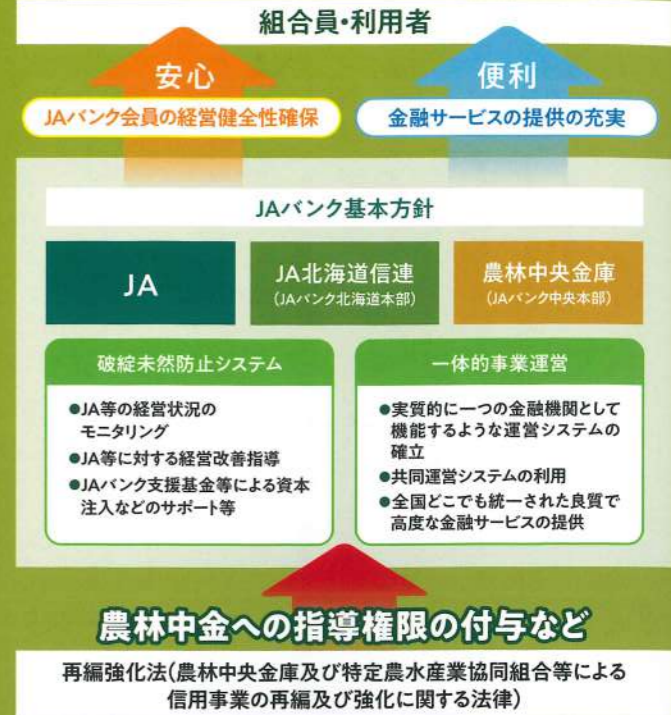 組合員・利用者
安心
便利
JAバンク会員の経営健全性確保
金融サービスの提供の充実
JAバンク基本方針
JA
JA北海道信連
(JAバンク北海道本部)
農林中央金庫
(JAバンク中央本部)
破綻未然防止システム
●JA等の経営状況の
モニタリング
●JA等に対する経営改善指導
●JAバンク支援基金等による資本
注入などのサポート等
一体的事業運営
●実質的に一つの金融機関として
機能するような運営システムの
確立
●共同運営システムの利用
●全国どこでも統一された良質で
高度な金融サービスの提供
農林中金への指導権限の付与など
再編強化法(農林中央金庫及び特定農水産業協同組合等による
信用事業の再編及び強化に関する法律)